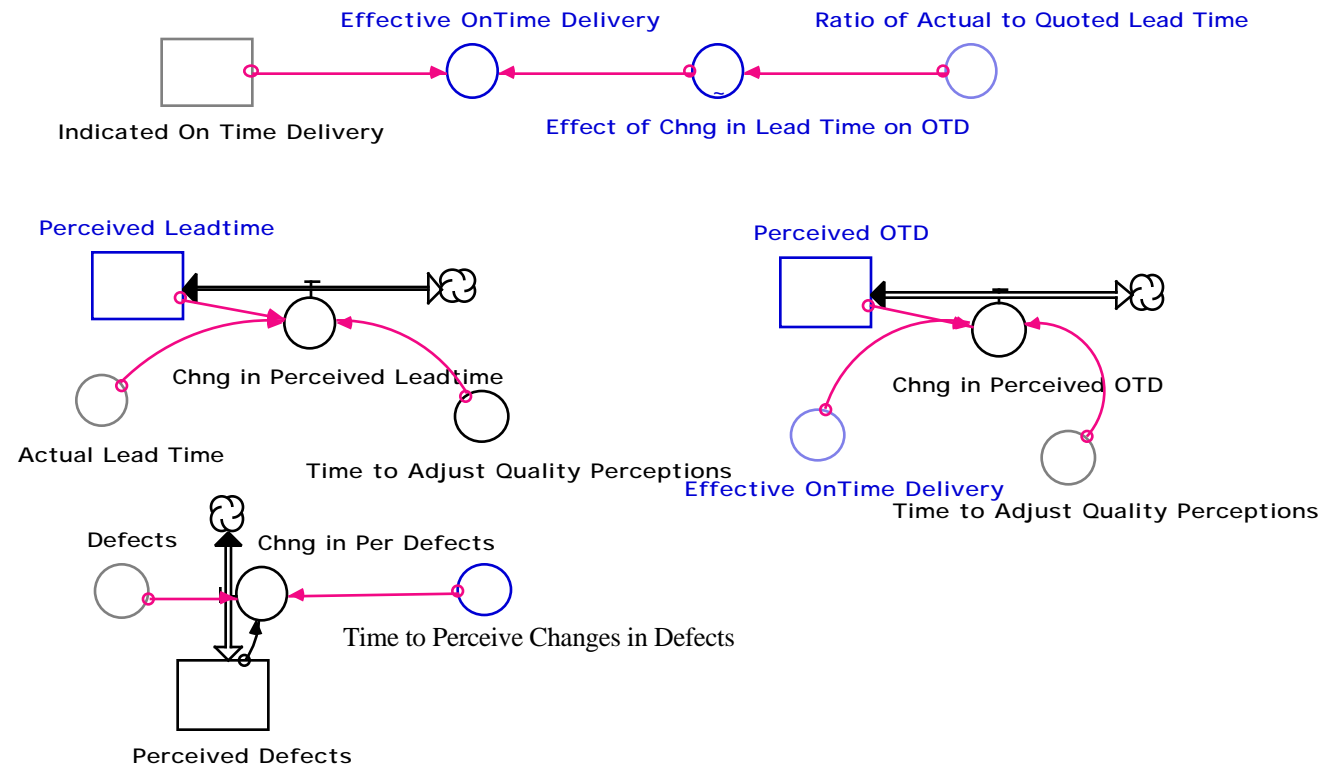 Effective OnTime Delivery
Ratio of Actual to Quoted Lead Time
~
Indicated On Time Delivery
Effect of Chng in Lead Time on OTD
Perceived Leadtime
Perceived OTD
Chng in Perceived Leadtime
Chng in Perceived OTD
Actual Lead Time
Time to Adjust Quality Perceptions
Effective OnTime Delivery
Time to Adjust Quality Perceptions
Defects
Chng in Per Defects
Time to Perceive Changes in Defects
Perceived Defects